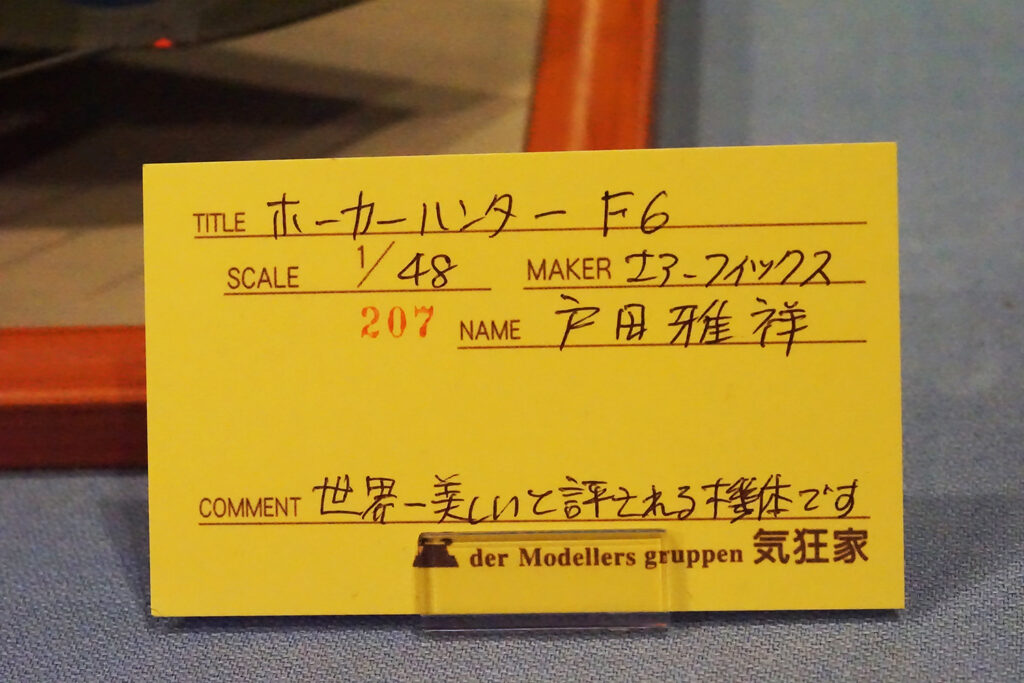 TITLE ホーカーハンター F6
SCALE 1/48 MAKER エアーフィックス
207 NAME 戸田雅祥
COMMENT 世界一美しいと評される機体です
der Modellers gruppen 気狂家